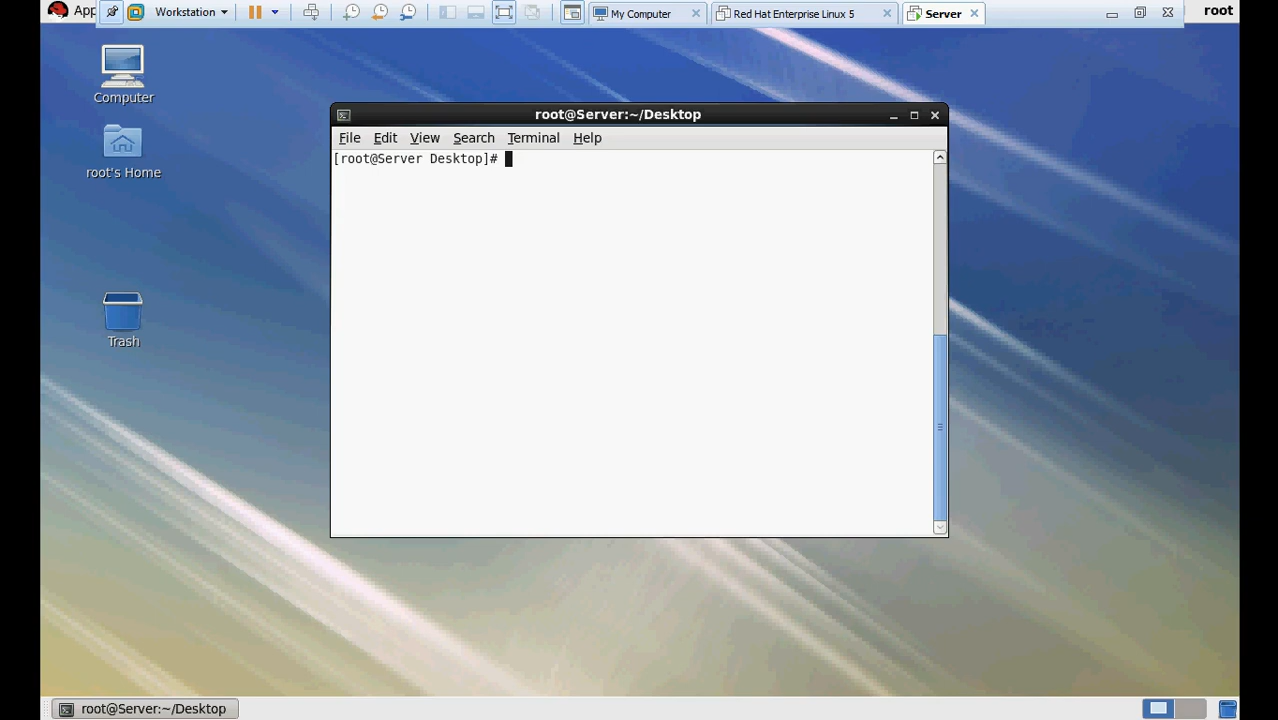 App
Workstation
My Computer
Red Hat Enterprise Linux 5
Server
root
Computer
root's Home
Trash
root@Server:~/Desktop
File Edit View Search Terminal Help
[root@Server Desktop]#
root@Server:~/Desktop